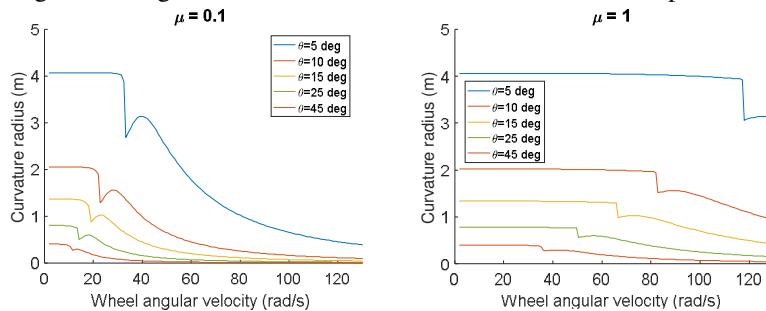 μ = 0.1
5
4
3
2
1
0
Curvature radius (m)
0 20 40 60 80 100 120
Wheel angular velocity (rad/s)
θ=5 deg
θ=10 deg
θ=15 deg
θ=25 deg
θ=45 deg
μ = 1
5
4
3
2
1
0
Curvature radius (m)
0 20 40 60 80 100 120
Wheel angular velocity (rad/s)
θ=5 deg
θ=10 deg
θ=15 deg
θ=25 deg
θ=45 deg